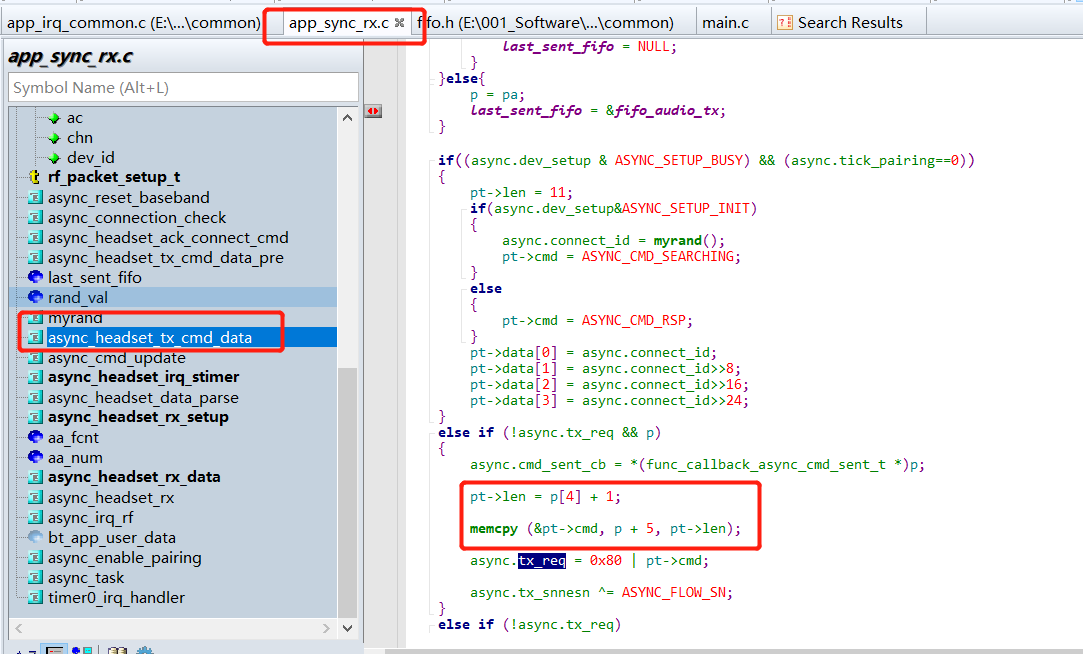 app_irq_common.c (E:\...\common)
app_sync_rx.c
fifo.h (E:\001_Software\...\common)
main.c
Search Results
app_sync_rx.c
Symbol Name (Alt+L)
ac
chn
dev_id
rf_packet_setup_t
async_reset_baseband
async_connection_check
async_headset_ack_connect_cmd
async_headset_tx_cmd_data_pre
last_sent_fifo
rand_val
myrand
async_headset_tx_cmd_data
async_cmd_update
async_headset_irq_stimer
async_headset_data_parse
async_headset_rx_setup
aa_fcnt
aa_num
async_headset_rx_data
async_headset_rx
async_irq_rf
bt_app_user_data
async_enable_pairing
async_task
timer0_irq_handler
last_sent_fifo = NULL;
}
}else{
p = pa;
last_sent_fifo = &fifo_audio_tx;
}
if((async.dev_setup & ASYNC_SETUP_BUSY) && (async.tick_pairing==0))
{
pt->len = 11;
if(async.dev_setup&ASYNC_SETUP_INIT)
{
async.connect_id = myrand();
pt->cmd = ASYNC_CMD_SEARCHING;
}
else
{
pt->cmd = ASYNC_CMD_RSP;
}
pt->data[0] = async.connect_id;
pt->data[1] = async.connect_id>>8;
pt->data[2] = async.connect_id>>16;
pt->data[3] = async.connect_id>>24;
}
else if (!async.tx_req && p)
{
async.cmd_sent_cb = *(func_callback_async_cmd_sent_t *)p;
pt->len = p[4] + 1;
memcpy (&pt->cmd, p + 5, pt->len);
async.tx_req = 0x80 | pt->cmd;
async.tx_snnesn ^= ASYNC_FLOW_SN;
}
else if (!async.tx_req)